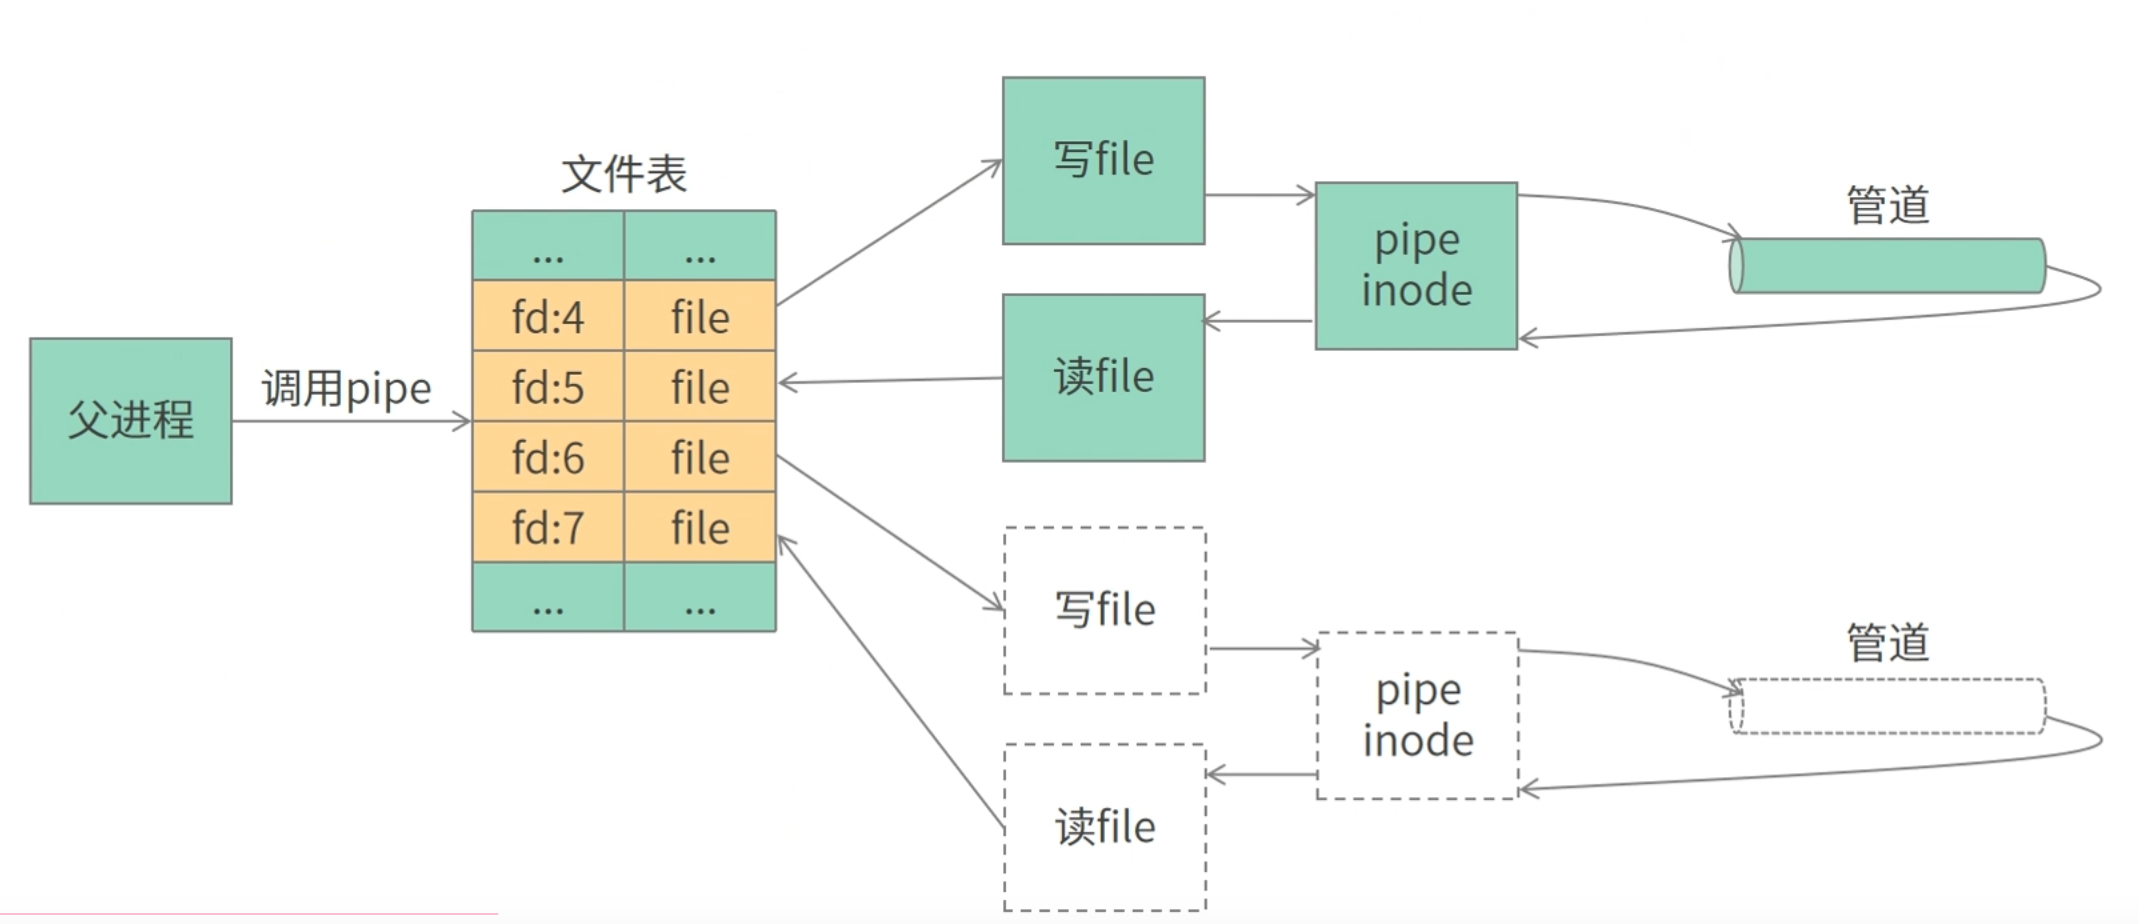 文件表
... ...
fd:4 file
fd:5 file
fd:6 file
fd:7 file
... ...
父进程
调用pipe
写file
读file
pipe
inode
管道
写file
读file
pipe
inode
管道